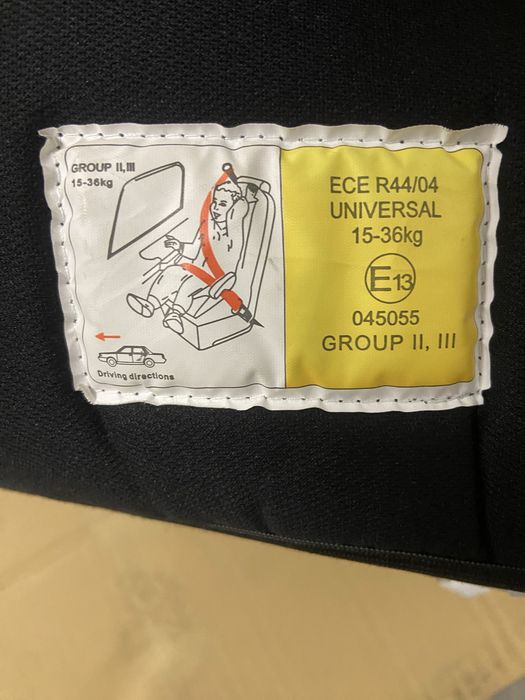 GROUP II,III
15-36kg
Driving directions
ECE R44/04
UNIVERSAL
15-36kg
E13
045055
GROUP II, III